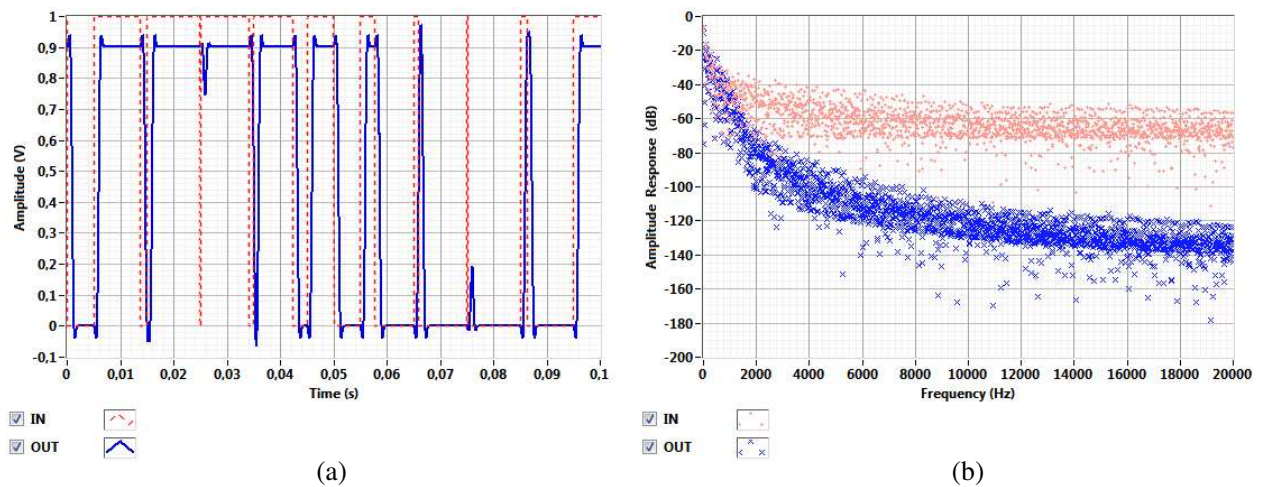 Amplitude (V)
1
0,9
0,8
0,7
0,6
0,5
0,4
0,3
0,2
0,1
0
-0,1
0 0,01 0,02 0,03 0,04 0,05 0,06 0,07 0,08 0,09 0,1
Time (s)
IN
OUT
(a)
Amplitude Response (dB)
0
-20
-40
-60
-80
-100
-120
-140
-160
-180
-200
0 2000 4000 6000 8000 10000 12000 14000 16000 18000 20000
Frequency (Hz)
IN
OUT
(b)